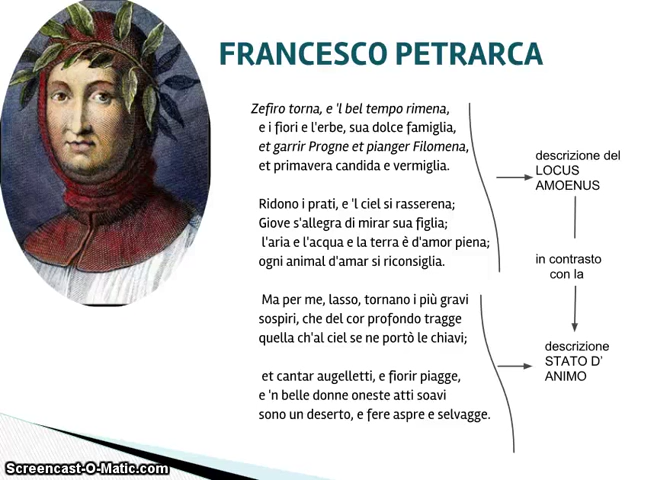 FRANCESCO PETRARCA
Zefiro torna, e 'l bel tempo rimena,
e i fiori e l'erbe, sua dolce famiglia,
et garrir Progne et pianger Filomena,
et primavera candida e vermiglia.
Ridono i prati, e 'l ciel si rasserena;
Giove s'allegra di mirar sua figlia;
l'aria e l'acqua e la terra è d'amor piena;
ogni animal d'amar si riconsiglia.
Ma per me, lasso, tornano i più gravi
sospiri, che del cor profondo tragge
quella ch'al ciel se ne portò le chiavi;
et cantar augelletti, e fiorir piagge,
e 'n belle donne oneste atti soavi
sono un deserto, e fere aspre e selvagge.
descrizione del
LOCUS
AMOENUS
in contrasto
con la
descrizione
STATO D'
ANIMO
Screencast-O-Matic.com